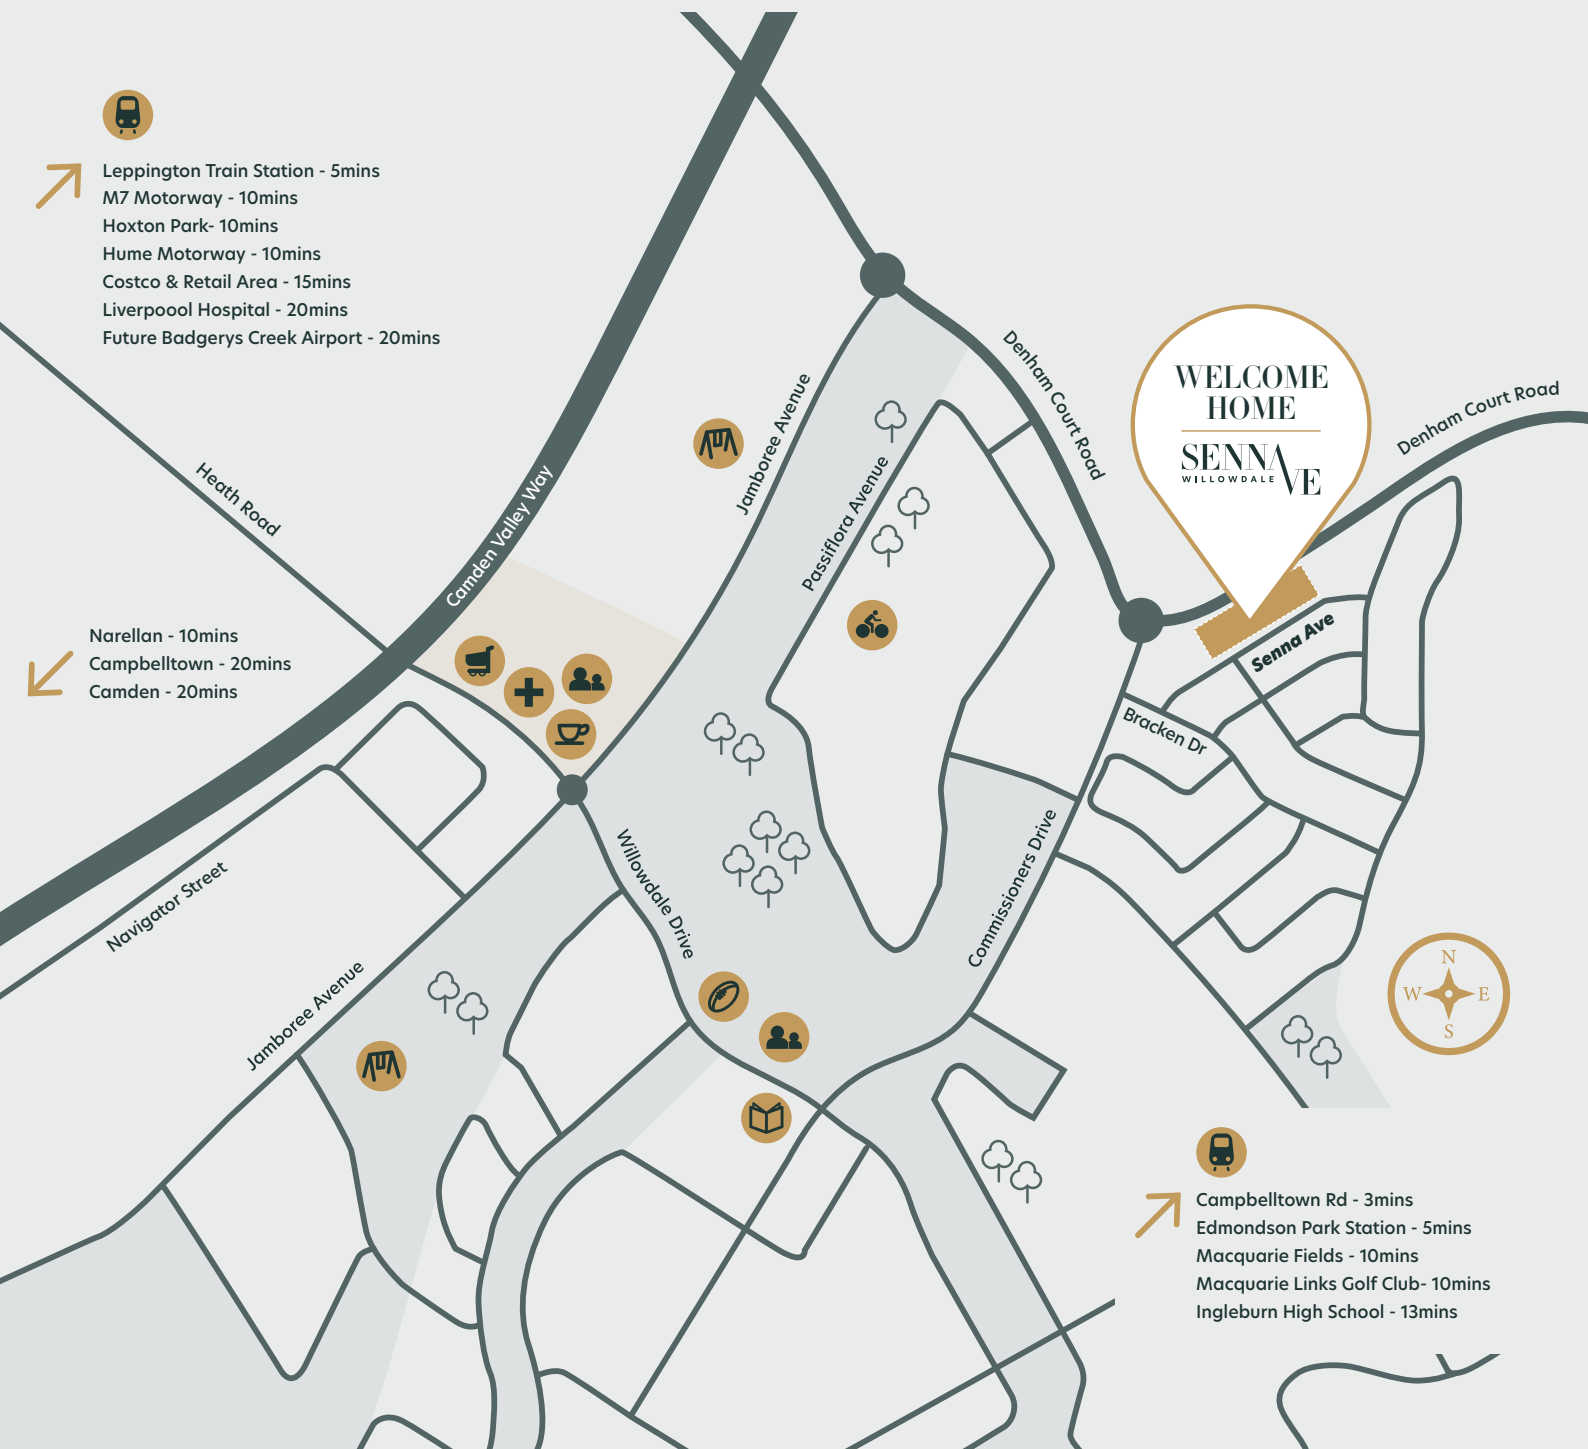 Leppington Train Station - 5mins
M7 Motorway - 10mins
Hoxton Park- 10mins
Hume Motorway - 10mins
Costco & Retail Area - 15mins
Liverpoool Hospital - 20mins
Future Badgerys Creek Airport - 20mins
Denham Court Road
WELCOME
HOME
SENNA
WILLOWDALE
VE
Denham Court Road
Jamboree Avenue
Heath Road
Camden Valley Way
Passiflora Avenue
Narellan - 10mins
Campbelltown - 20mins
Camden - 20mins
Senna Ave
Bracken Dr
Navigator Street
Willowdale Drive
Commissioners Drive
Jamboree Avenue
N
W
E
S
Campbelltown Rd - 3mins
Edmondson Park Station - 5mins
Macquarie Fields - 10mins
Macquarie Links Golf Club- 10mins
Ingleburn High School - 13mins